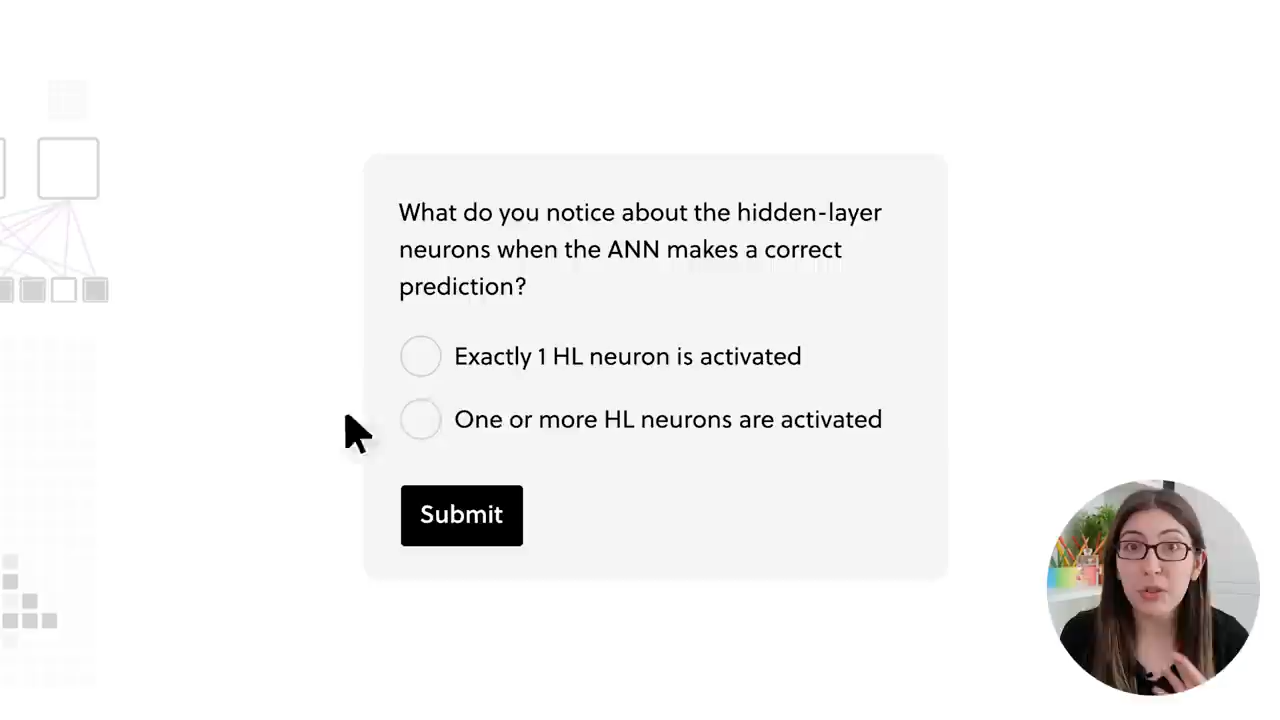 What do you notice about the hidden-layer
neurons when the ANN makes a correct
prediction?
Exactly 1 HL neuron is activated
One or more HL neurons are activated
Submit